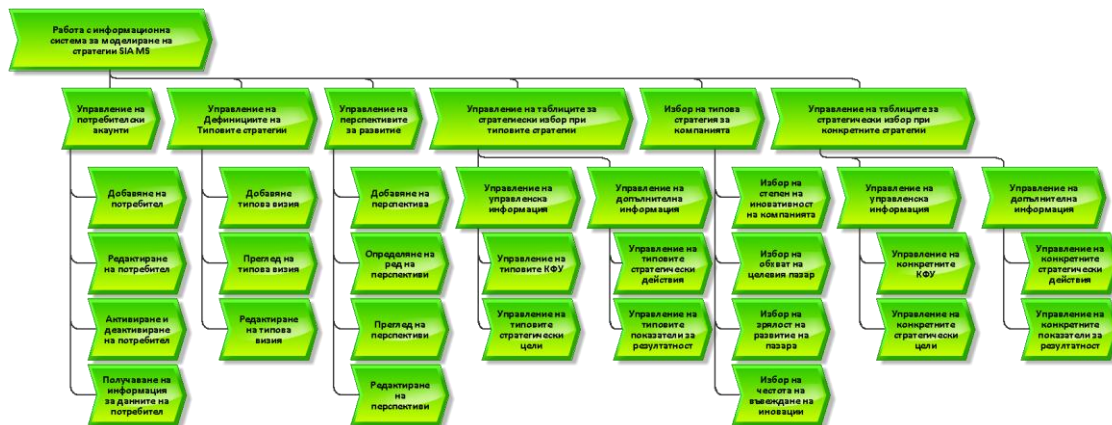 Работа с информационна
система за моделиране на
стратегии SIA MS
Управление на
потребителски
акаунти
Управление на
Дефинициите на
Типовите стратегии
Управление на
перспективите
за развитие
Управление на таблиците за
стратегиески избор при
типовите стратегии
Избор на типова
стратегия за
компанията
Управление на таблиците за
стратегически избор при
конкретните стратегии
Добавяне на
потребител
Редактиране
на потребител
Активиране и
деактивиране
на потребител
Получаване на
информация
за данните на
потребител
Добавяне
типова визия
Преглед на
типова визия
Редактиране
на типова
визия
Добавяне на
перспектива
Определяне на
ред на
перспективи
Преглед на
перспективи
Редактиране
на
перспективи
Управление на
управленска
информация
Управление на
типовите КФУ
Управление на
типовите
стратегически
цели
Управление на
допълнителна
информация
Управление на
типовите
стратегически
действия
Управление на
типовите
показатели за
резултатност
Избор на
степен на
иновативност
на компанията
Избор на
обхват на
целевия пазар
Избор на
зрялост на
развитие на
пазара
Избор на
честота на
въвеждане на
иновации
Управление на
управленска
информация
Управление на
конкретните
КФУ
Управление на
конкретните
стратегически
цели
Управление на
допълнителна
информация
Управление на
конкретните
стратегически
действия
Управление на
конкретните
показатели за
резултатност